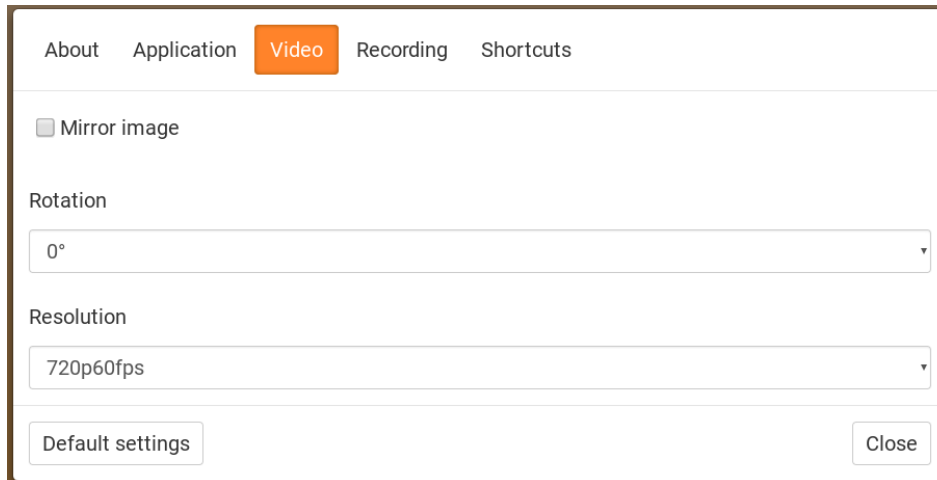 About Application Video Recording Shortcuts
Mirror image
Rotation
0°
Resolution
720p60fps
Default settings Close